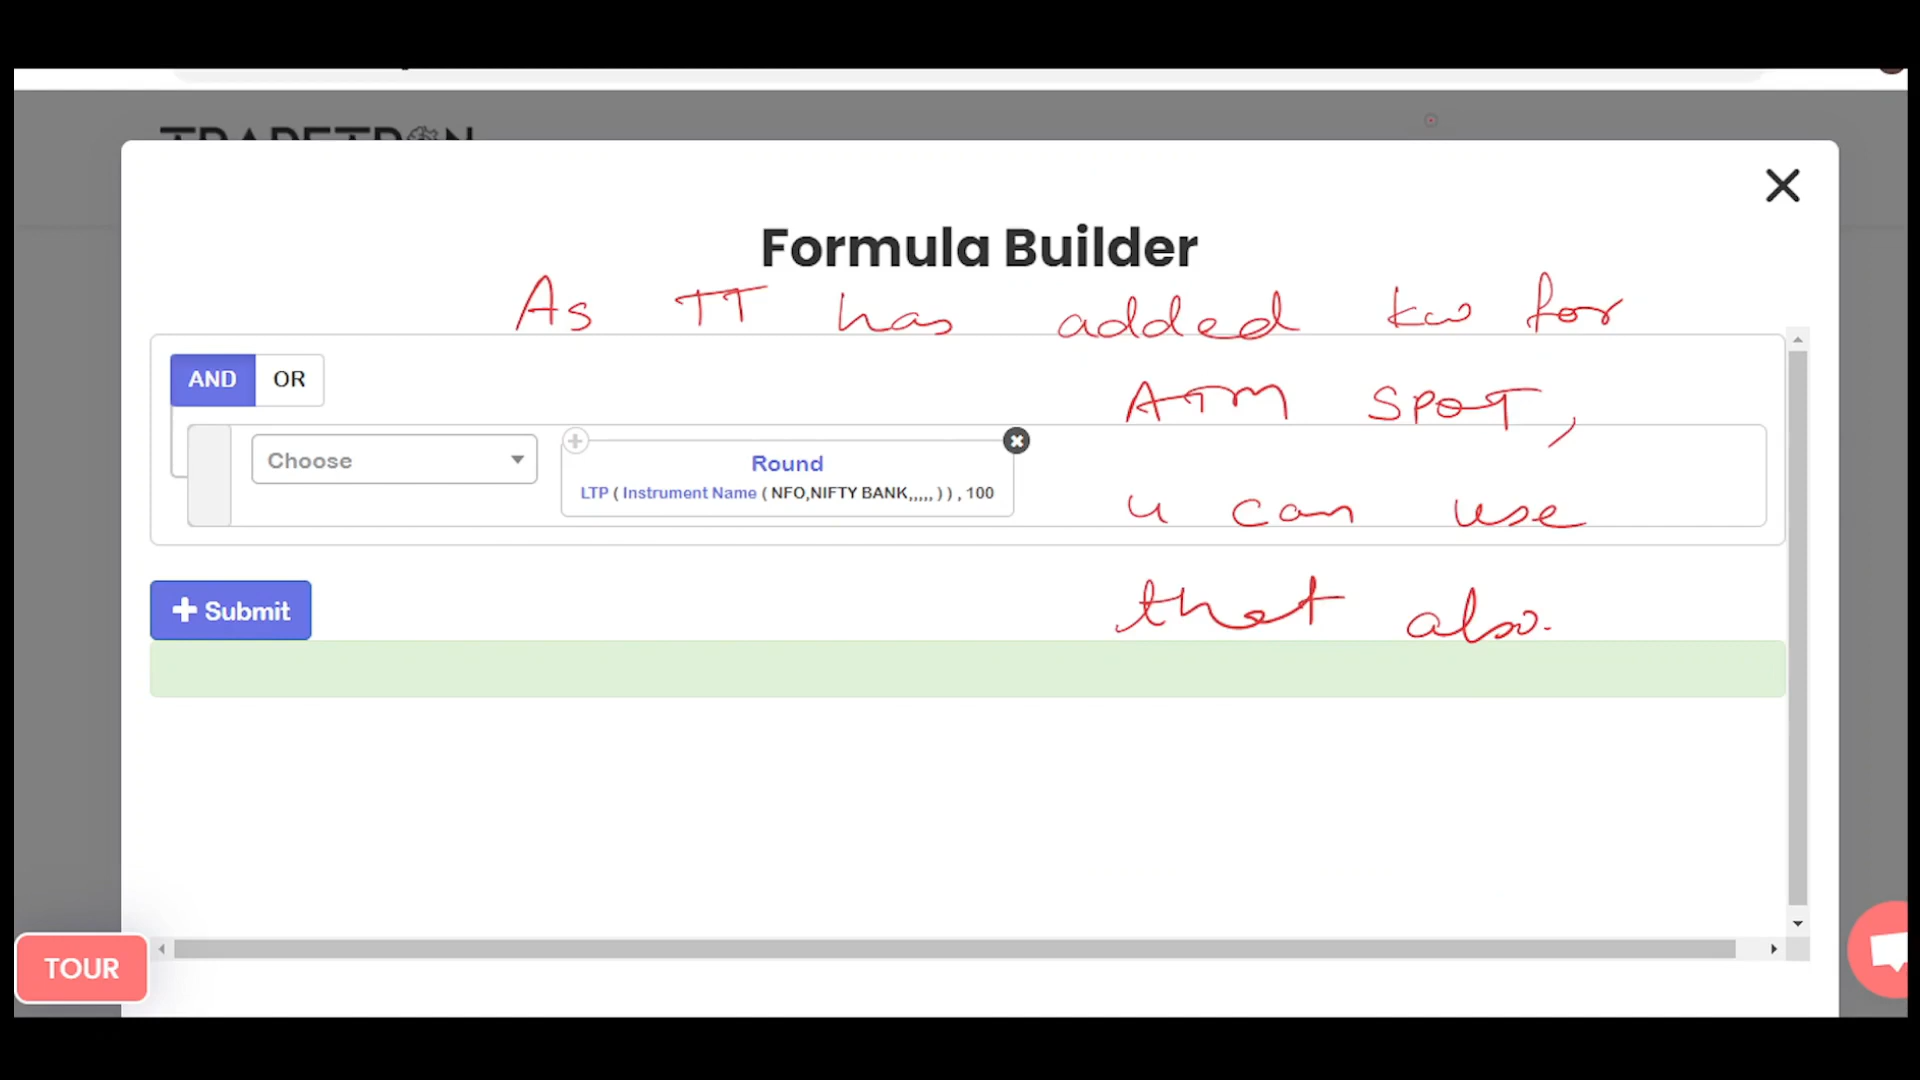 TRADETRON
Formula Builder
As TT has added kw for
AND OR
ATM SPOT,
Choose
Round
LTP ( Instrument Name ( NFO,NIFTY BANK,,,,, ) ) , 100
u can use
Submit
that also.
TOUR